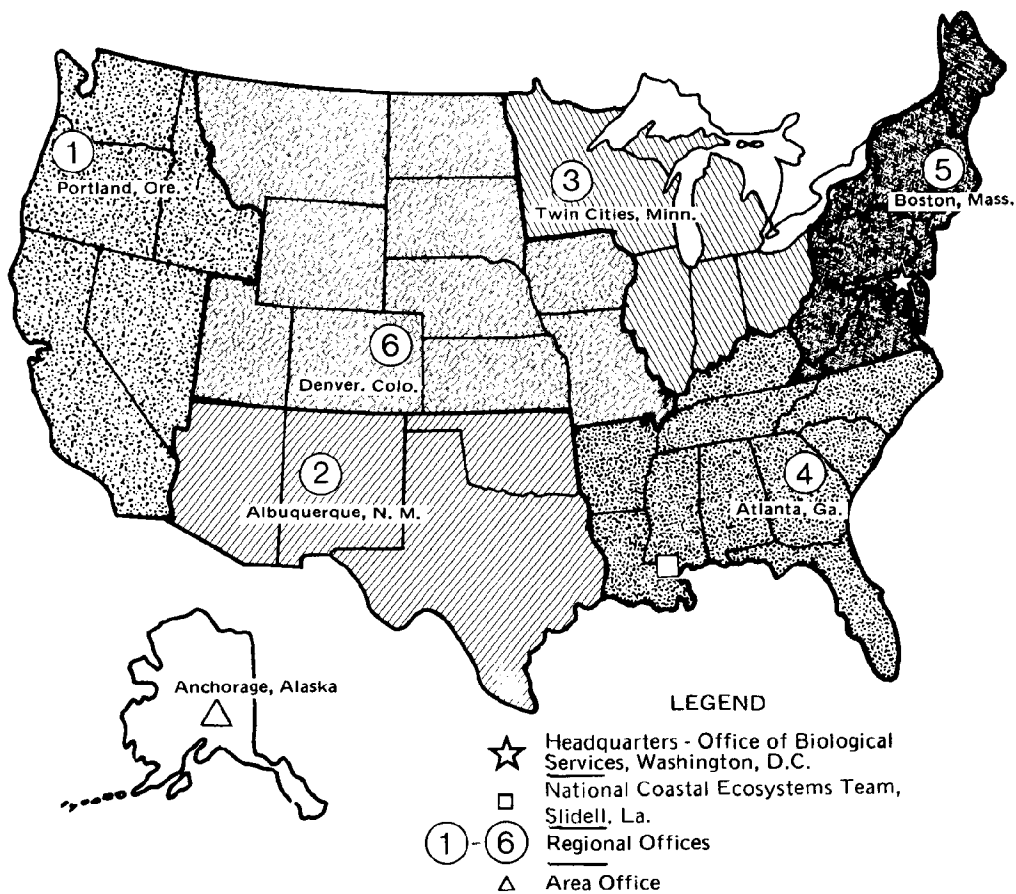 1
Portland, Ore.
3
Twin Cities, Minn.
5
Boston, Mass.
6
Denver. Colo.
2
Albuquerque, N. M.
4
Atlanta, Ga.
Anchorage, Alaska
LEGEND
Headquarters - Office of Biological
Services, Washington, D.C.
National Coastal Ecosystems Team,
Slidell, La.
1 - 6 Regional Offices
Area Office